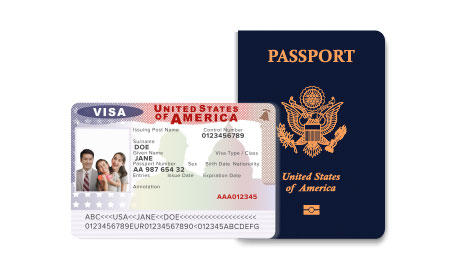 VISA
UNITED STATES
OF AMERICA
Issuing Post Name Control Number
0123456789
Surname
DOE
Given Name Visa Type / Class
JANE
Passport Number Sex Birth Date Nationality
AA 987 654 32
Entries Issue Date Expiration Date
Annotation
AAA012345
ABC<<<USA<<JANE<<DOE<<<<<<<<<<<<<<<<<<
0123456789EUR01234567890<012345ABCDEFG
PASSPORT
United States
of America